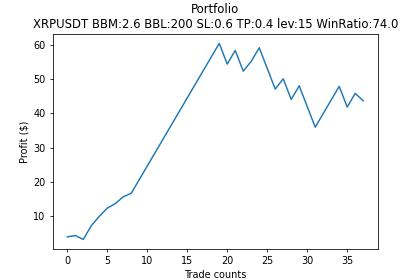 Portfolio
XRPUSDT BBM:2.6 BBL:200 SL:0.6 TP:0.4 lev:15 WinRatio:74.0
Profit ($)
60
50
40
30
20
10
0 5 10 15 20 25 30 35
Trade counts